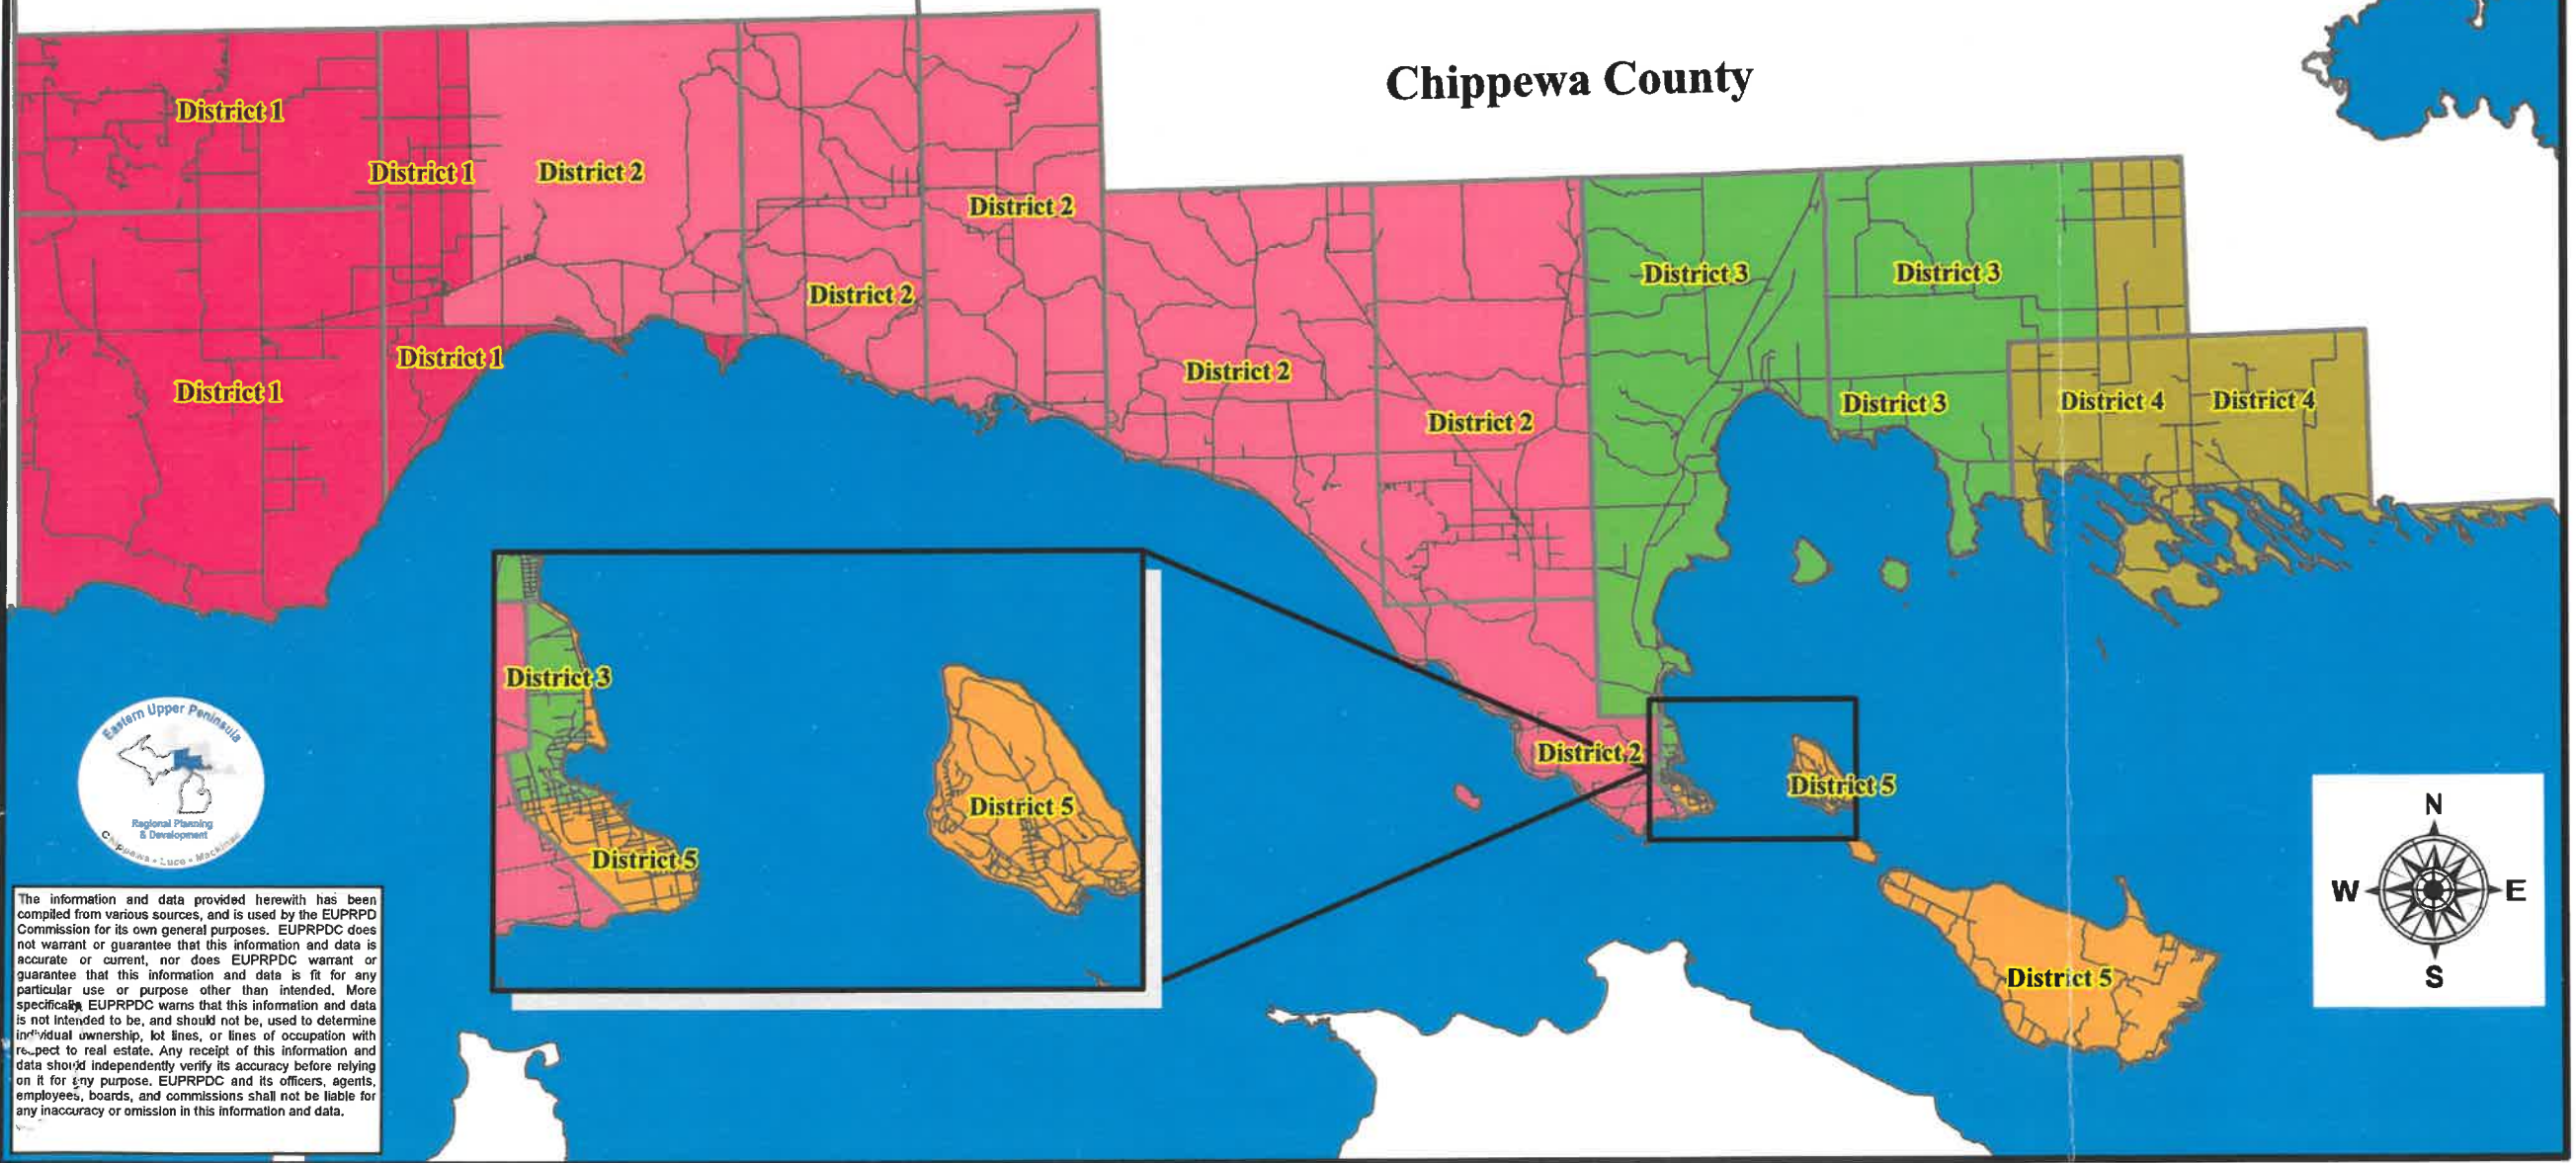 Chippewa County
District 1
District 1
District 2
District 2
District 3
District 3
District 2
District 1
District 1
District 2
District 3
District 4
District 4
District 2
District 3
District 2
District 5
District 5
District 5
District 5
Eastern Upper Peninsula
Regional Planning
& Development
Chippewa • Luce • Mackinac
N
W
E
S
The information and data provided herewith has been
compiled from various sources, and is used by the EUPRPD
Commission for its own general purposes. EUPRPDC does
not warrant or guarantee that this information and data is
accurate or current, nor does EUPRPDC warrant or
guarantee that this information and data is fit for any
particular use or purpose other than intended. More
specifically EUPRPDC warns that this information and data
is not intended to be, and should not be, used to determine
individual ownership, lot lines, or lines of occupation with
respect to real estate. Any receipt of this information and
data should independently verify its accuracy before relying
on it for any purpose. EUPRPDC and its officers, agents,
employees, boards, and commissions shall not be liable for
any inaccuracy or omission in this information and data.
District 2